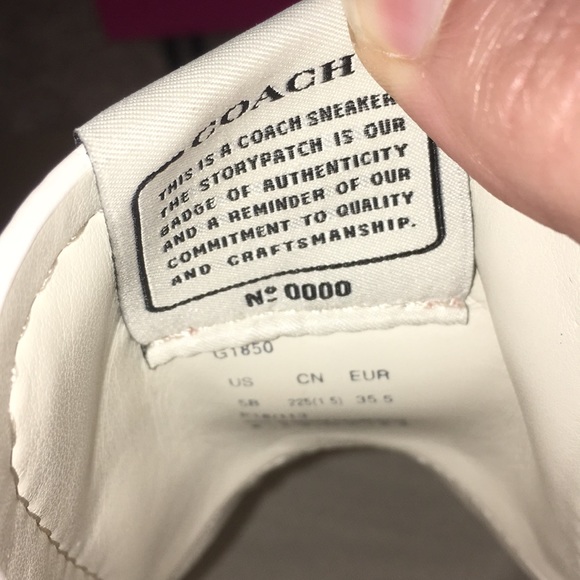 COACH
THIS IS A COACH SNEAKER
THE STORYPATCH IS OUR
BADGE OF AUTHENTICITY
AND A REMINDER OF OUR
COMMITMENT TO QUALITY
AND CRAFTSMANSHIP.
Nº 0000
G1850
US CN EUR
5B 225(1.5) 35.5